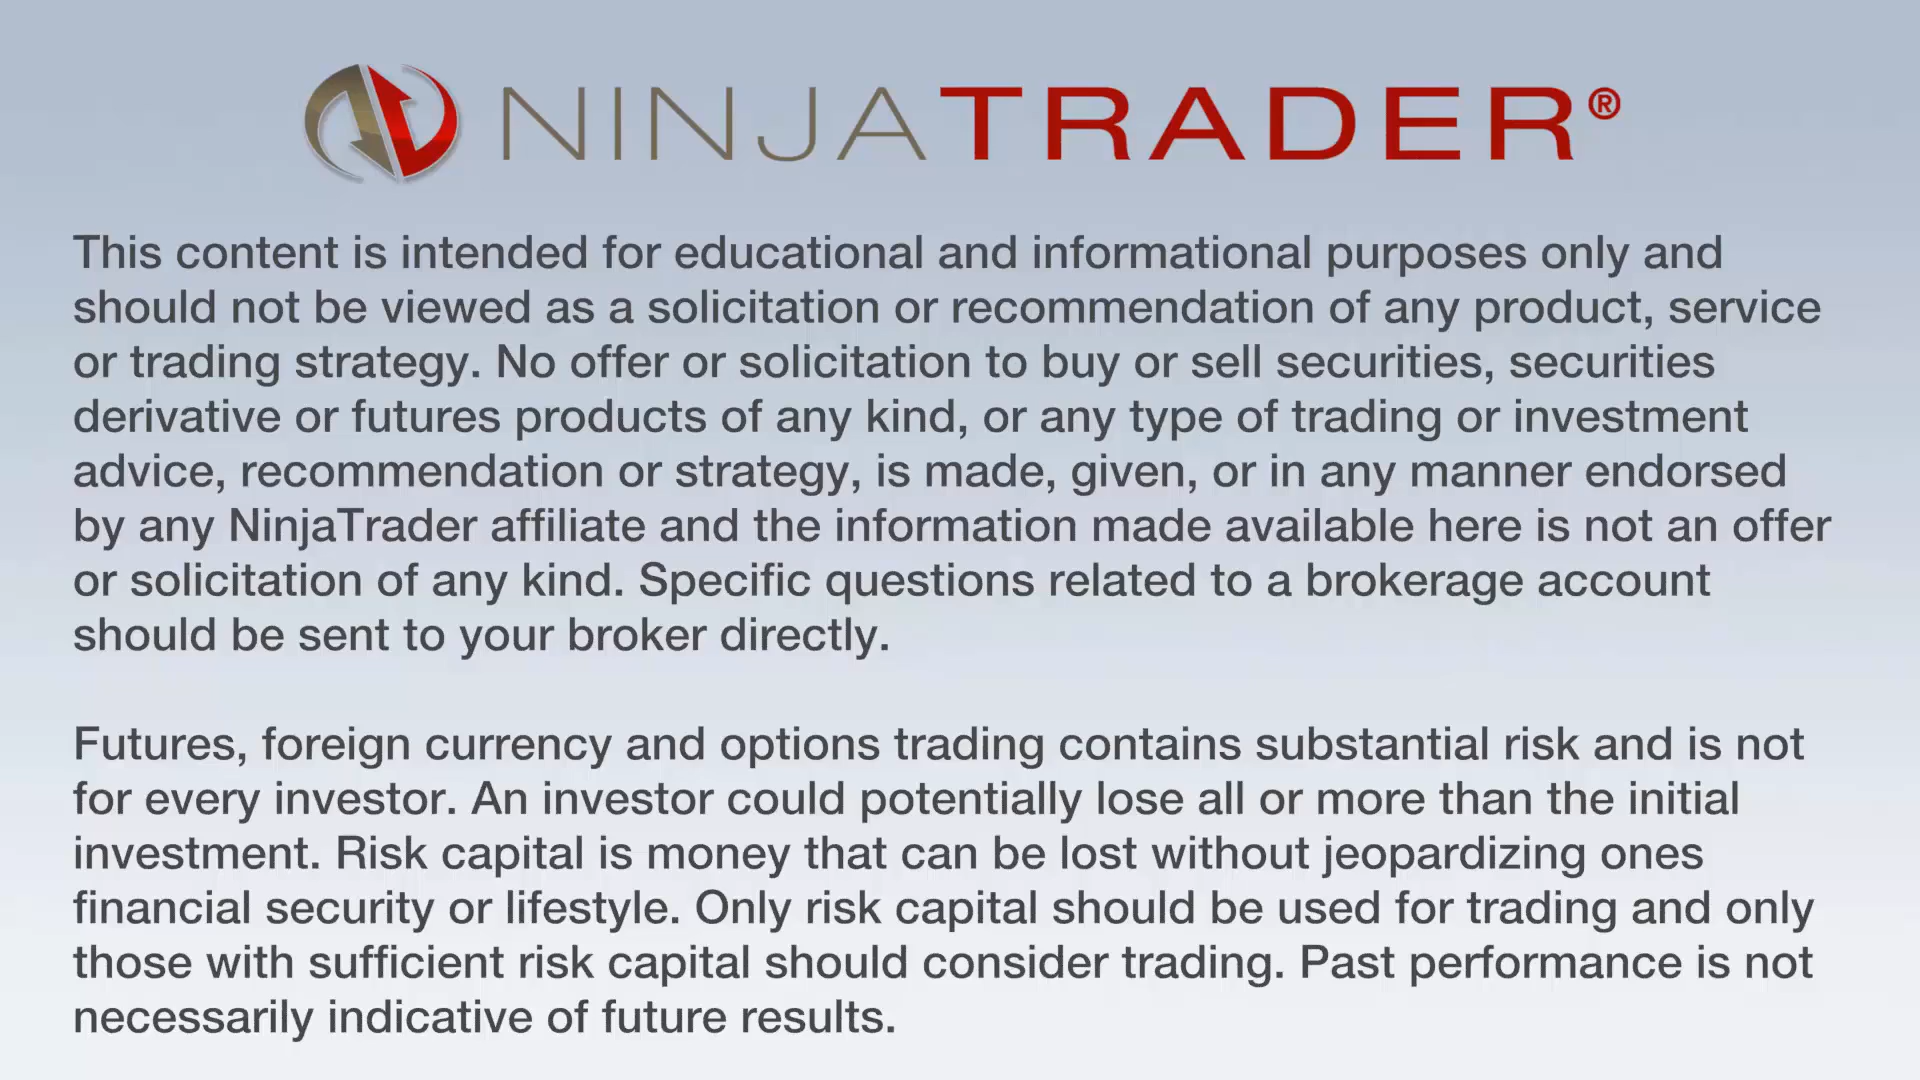 NINJATRADER®
This content is intended for educational and informational purposes only and
should not be viewed as a solicitation or recommendation of any product, service
or trading strategy. No offer or solicitation to buy or sell securities, securities
derivative or futures products of any kind, or any type of trading or investment
advice, recommendation or strategy, is made, given, or in any manner endorsed
by any NinjaTrader affiliate and the information made available here is not an offer
or solicitation of any kind. Specific questions related to a brokerage account
should be sent to your broker directly.
Futures, foreign currency and options trading contains substantial risk and is not
for every investor. An investor could potentially lose all or more than the initial
investment. Risk capital is money that can be lost without jeopardizing ones
financial security or lifestyle. Only risk capital should be used for trading and only
those with sufficient risk capital should consider trading. Past performance is not
necessarily indicative of future results.